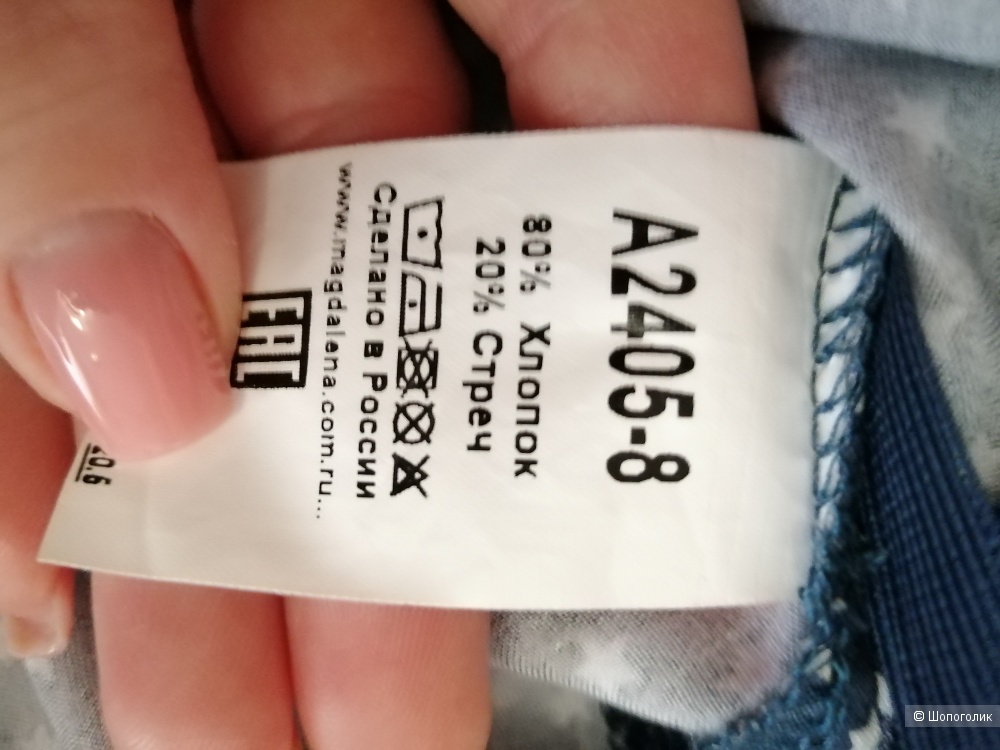 A2405-8
80% Хлопок
20% Стреч
Сделано в России
www.magdalena.com.ru...
EAC
© Шопоголик